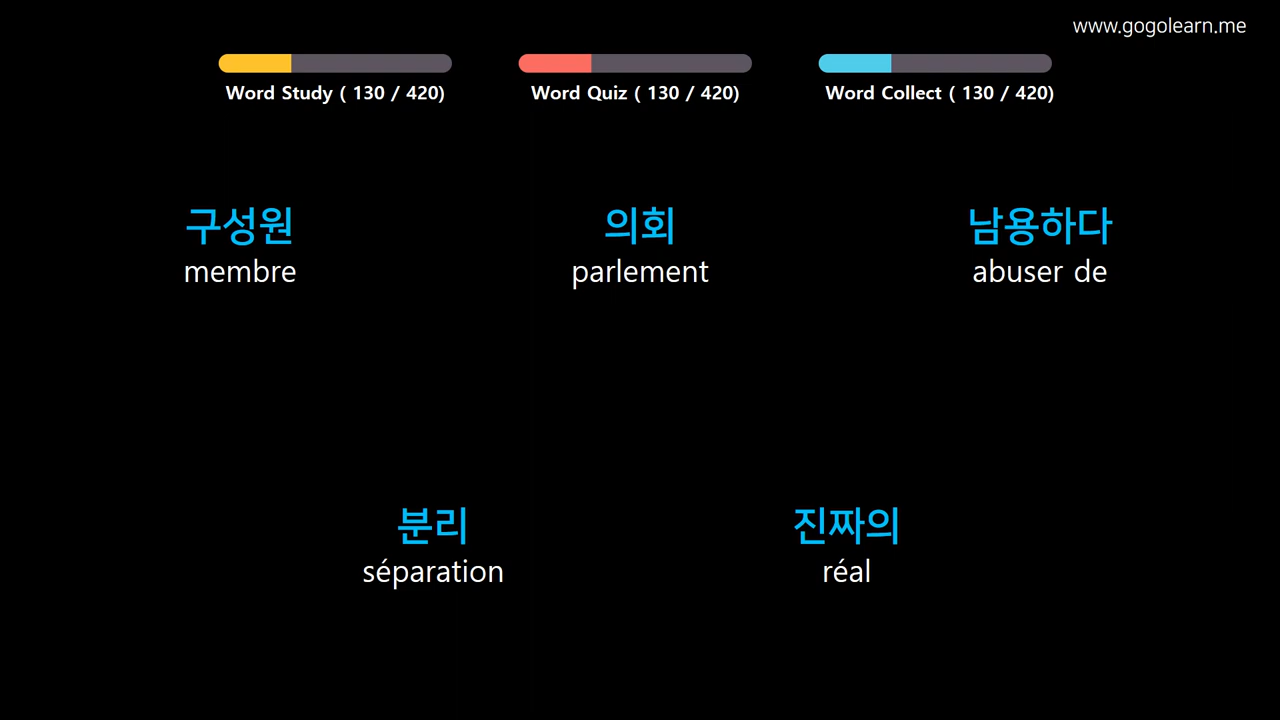 www.gogolearn.me
Word Study ( 130 / 420)
Word Quiz ( 130 / 420)
Word Collect ( 130 / 420)
구성원
membre
의회
parlement
남용하다
abuser de
분리
séparation
진짜의
réal